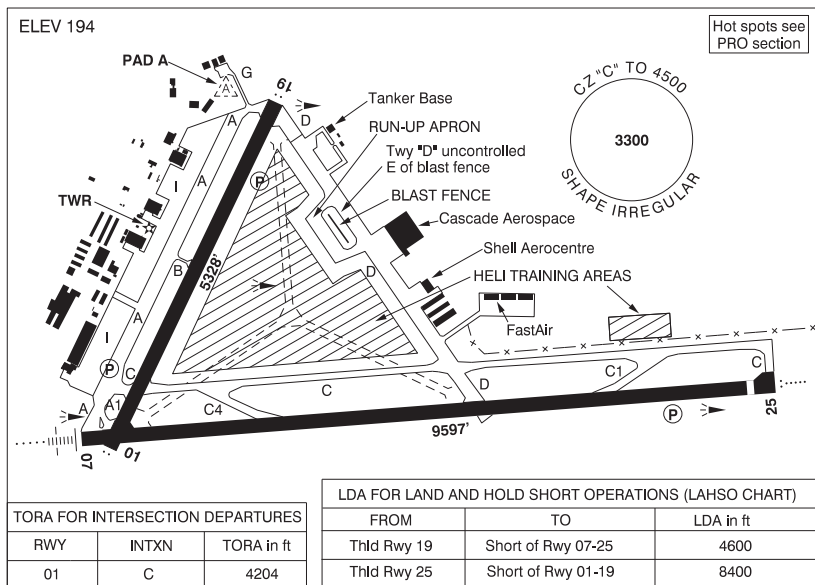 ELEV 194
Hot spots see
PRO section
PAD A
A
G
19
D
Tanker Base
RUN-UP APRON
Twy "D" uncontrolled
E of blast fence
BLAST FENCE
Cascade Aerospace
Shell Aerocentre
HELI TRAINING AREAS
FastAir
CZ "C" TO 4500
3300
SHAPE IRREGULAR
A
I
A
P
TWR
B
5328'
D
A
I
P
C
A
A1
C4
C
D
C1
C
07
01
9597'
P
25
TORA FOR INTERSECTION DEPARTURES
RWY INTXN TORA in ft
01 C 4204
LDA FOR LAND AND HOLD SHORT OPERATIONS (LAHSO CHART)
FROM TO LDA in ft
Thld Rwy 19 Short of Rwy 07-25 4600
Thld Rwy 25 Short of Rwy 01-19 8400